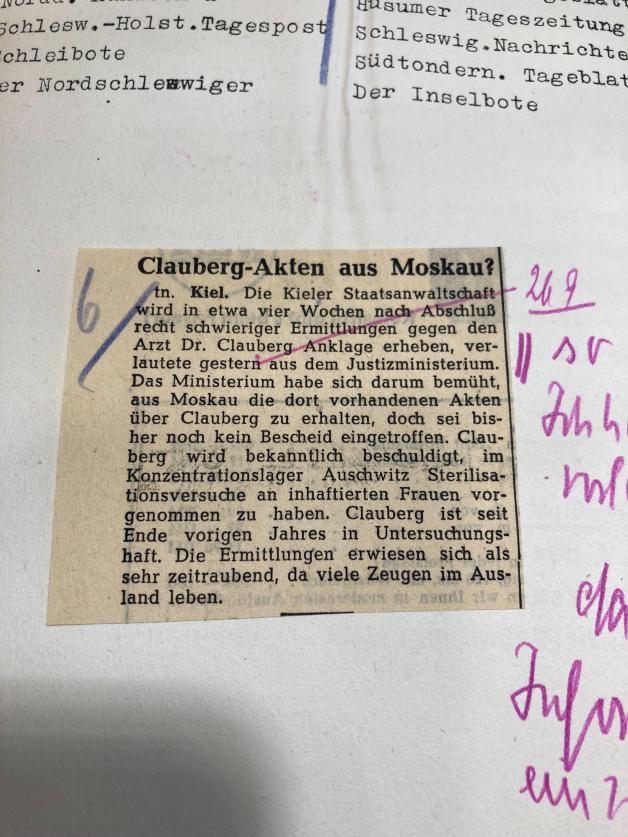 Schlesw.-Holst.Tagespost
Schleibote
er Nordschleswiger
Husumer Tageszeitung
Schleswig.Nachrichte
Südtondern. Tageblat
Der Inselbote
6
Clauberg-Akten aus Moskau?
tn. Kiel. Die Kieler Staatsanwaltschaft
wird in etwa vier Wochen nach Abschluß
recht schwieriger Ermittlungen gegen den
Arzt Dr. Clauberg Anklage erheben, ver-
lautete gestern aus dem Justizministerium.
Das Ministerium habe sich darum bemüht,
aus Moskau die dort vorhandenen Akten
über Clauberg zu erhalten, doch sei bis-
her noch kein Bescheid eingetroffen. Clau-
berg wird bekanntlich beschuldigt, im
Konzentrationslager Auschwitz Sterilisa-
tionsversuche an inhaftierten Frauen vor-
genommen zu haben. Clauberg ist seit
Ende vorigen Jahres in Untersuchungs-
haft. Die Ermittlungen erwiesen sich als
sehr zeitraubend, da viele Zeugen im Aus-
land leben.